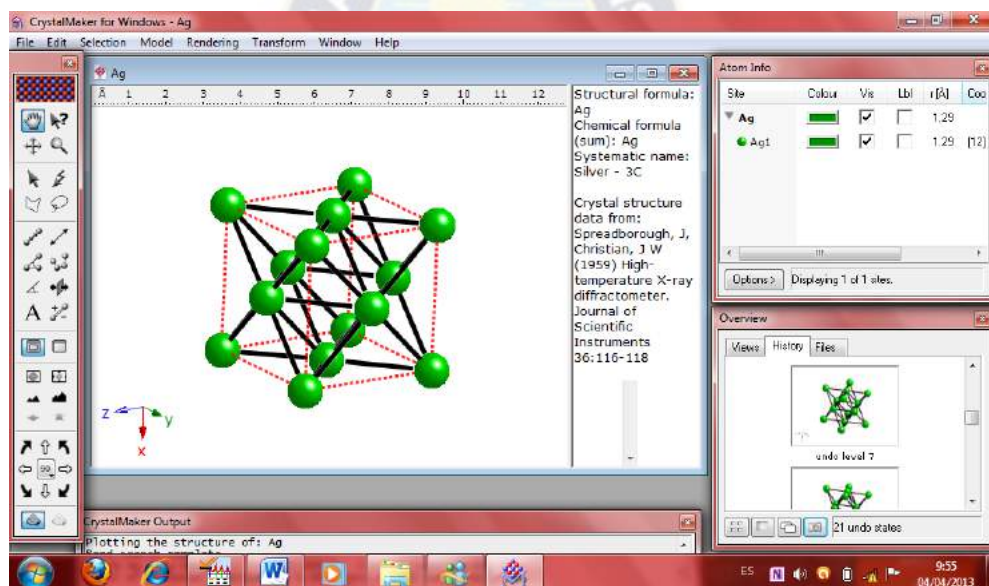 CrystalMaker for Windows - Ag
File Edit Selection Model Rendering Transform Window Help
Ag
Å 1 2 3 4 5 6 7 8 9 10 11 12
Structural formula:
Ag
Chemical formula
(sum): Ag
Systematic name:
Silver - 3C
Crystal structure
data from:
Spreadborough, J,
Christian, J W
(1959) High-
temperature X-ray
diffractometer.
Journal of
Scientific
Instruments
36:116-118
Z
y
x
A
99
Atom Info
Site Colour Vis Lbl r [Å] Coo
Ag 1.29
Ag1 1.29 [12]
Options > Displaying 1 of 1 sites.
Overview
Views History Files
undo level 7
21 undo states
CrystalMaker Output
Plotting the structure of: Ag
ES
9:55
04/04/2013